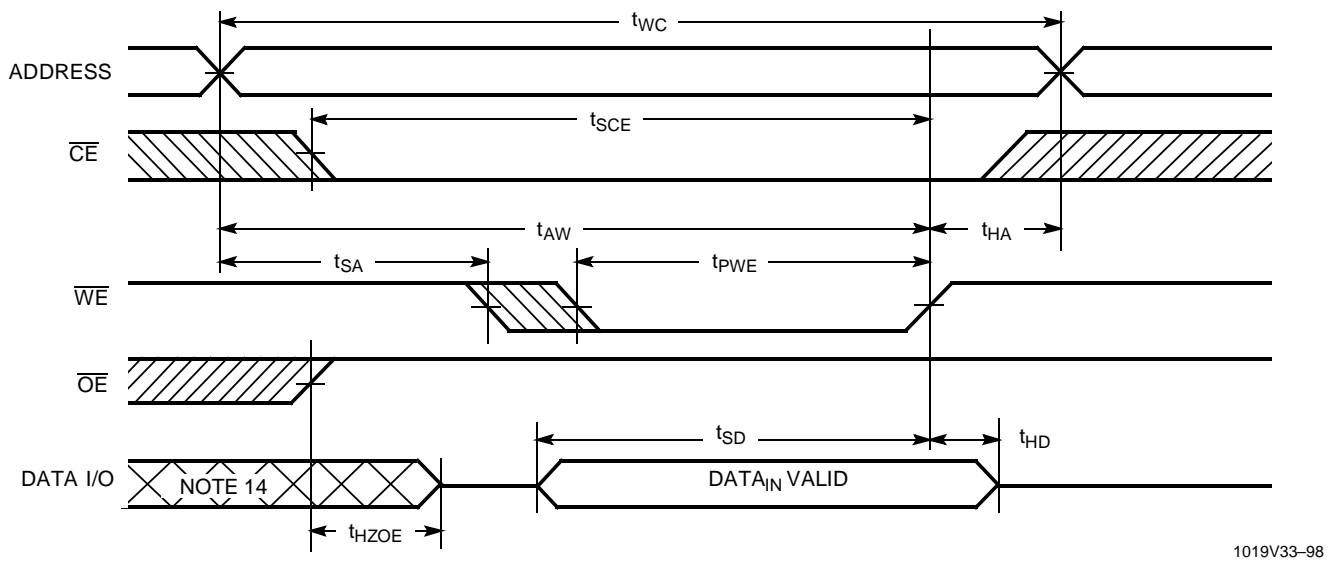 tWC
ADDRESS
tSCE
CE
tAW
tHA
tSA
tPWE
WE
OE
tSD
tHD
DATA I/O
NOTE 14
DATAIN VALID
tHZOE
1019V33–98